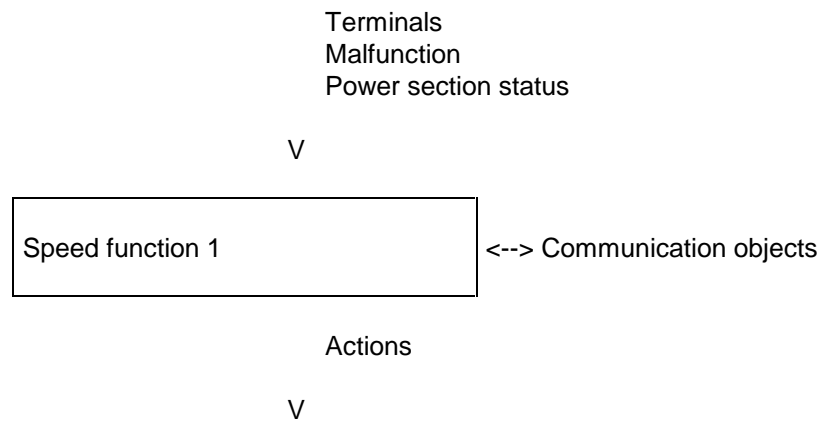 Terminals
Malfunction
Power section status
V
Speed function 1 <--> Communication objects
Actions
V